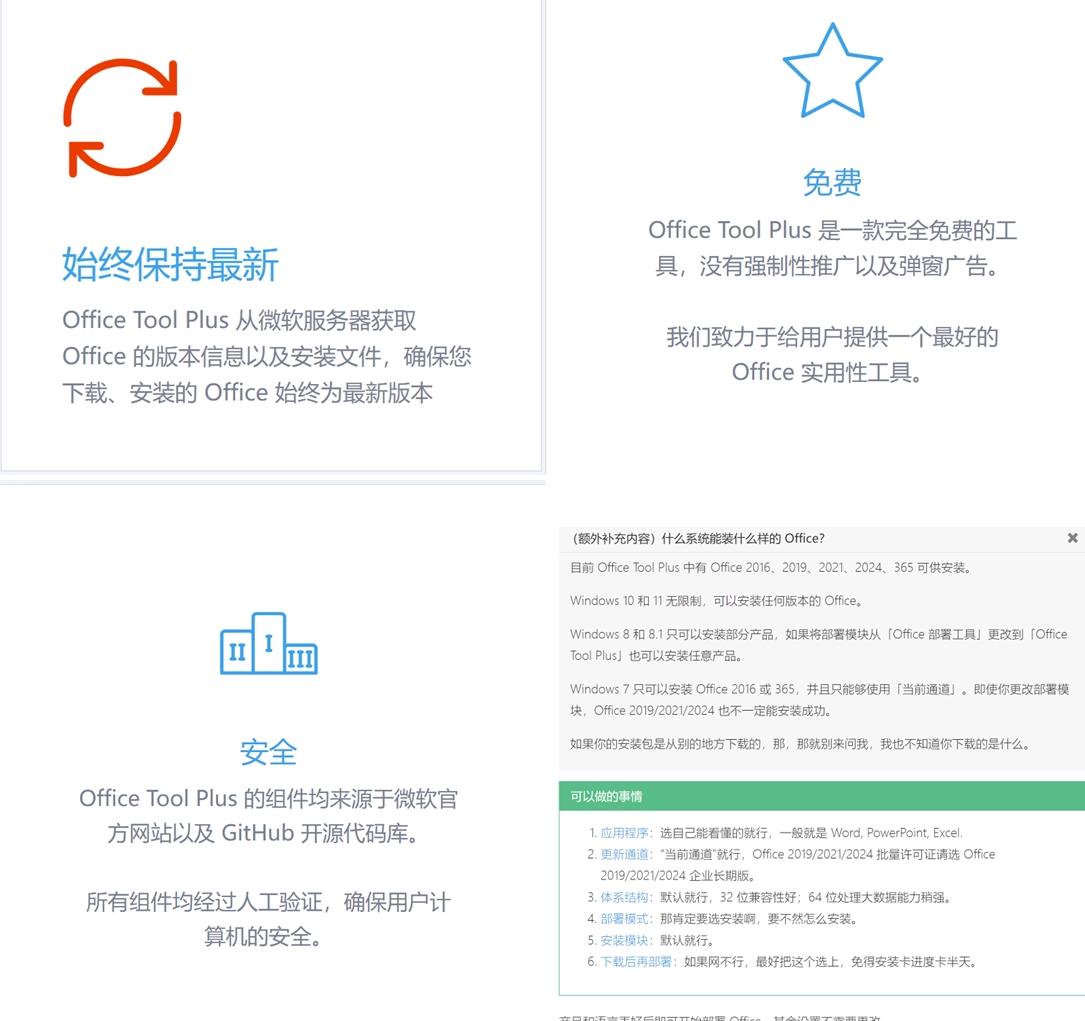 始终保持最新
Office Tool Plus 从微软服务器获取
Office 的版本信息以及安装文件，确保您
下载、安装的 Office 始终为最新版本
免费
Office Tool Plus 是一款完全免费的工
具，没有强制性推广以及弹窗广告。
我们致力于给用户提供一个最好的
Office 实用性工具。
II I III
安全
Office Tool Plus 的组件均来源于微软官
方网站以及 GitHub 开源代码库。
所有组件均经过人工验证，确保用户计
算机的安全。
（额外补充内容）什么系统能装什么样的 Office?
目前 Office Tool Plus 中有 Office 2016、2019、2021、2024、365 可供安装。
Windows 10 和 11 无限制，可以安装任何版本的 Office。
Windows 8 和 8.1 只可以安装部分产品，如果将部署模块从「Office 部署工具」更改到「Office
Tool Plus」也可以安装任意产品。
Windows 7 只可以安装 Office 2016 或 365，并且只能够使用「当前通道」。即使你更改部署模
块，Office 2019/2021/2024 也不一定能安装成功。
如果你的安装包是从别的地方下载的，那，那就别来问我，我也不知道你下载的是什么。
可以做的事情
1. 应用程序：选自己能看懂的就行，一般就是 Word, PowerPoint, Excel.
2. 更新通道："当前通道"就行，Office 2019/2021/2024 批量许可证请选 Office
2019/2021/2024 企业长期版。
3. 体系结构：默认就行，32 位兼容性好；64 位处理大数据能力稍强。
4. 部署模式：那肯定要选安装啊，要不然怎么安装。
5. 安装模块：默认就行。
6. 下载后再部署：如果网不行，最好把这个选上，免得安装卡进度卡半天。